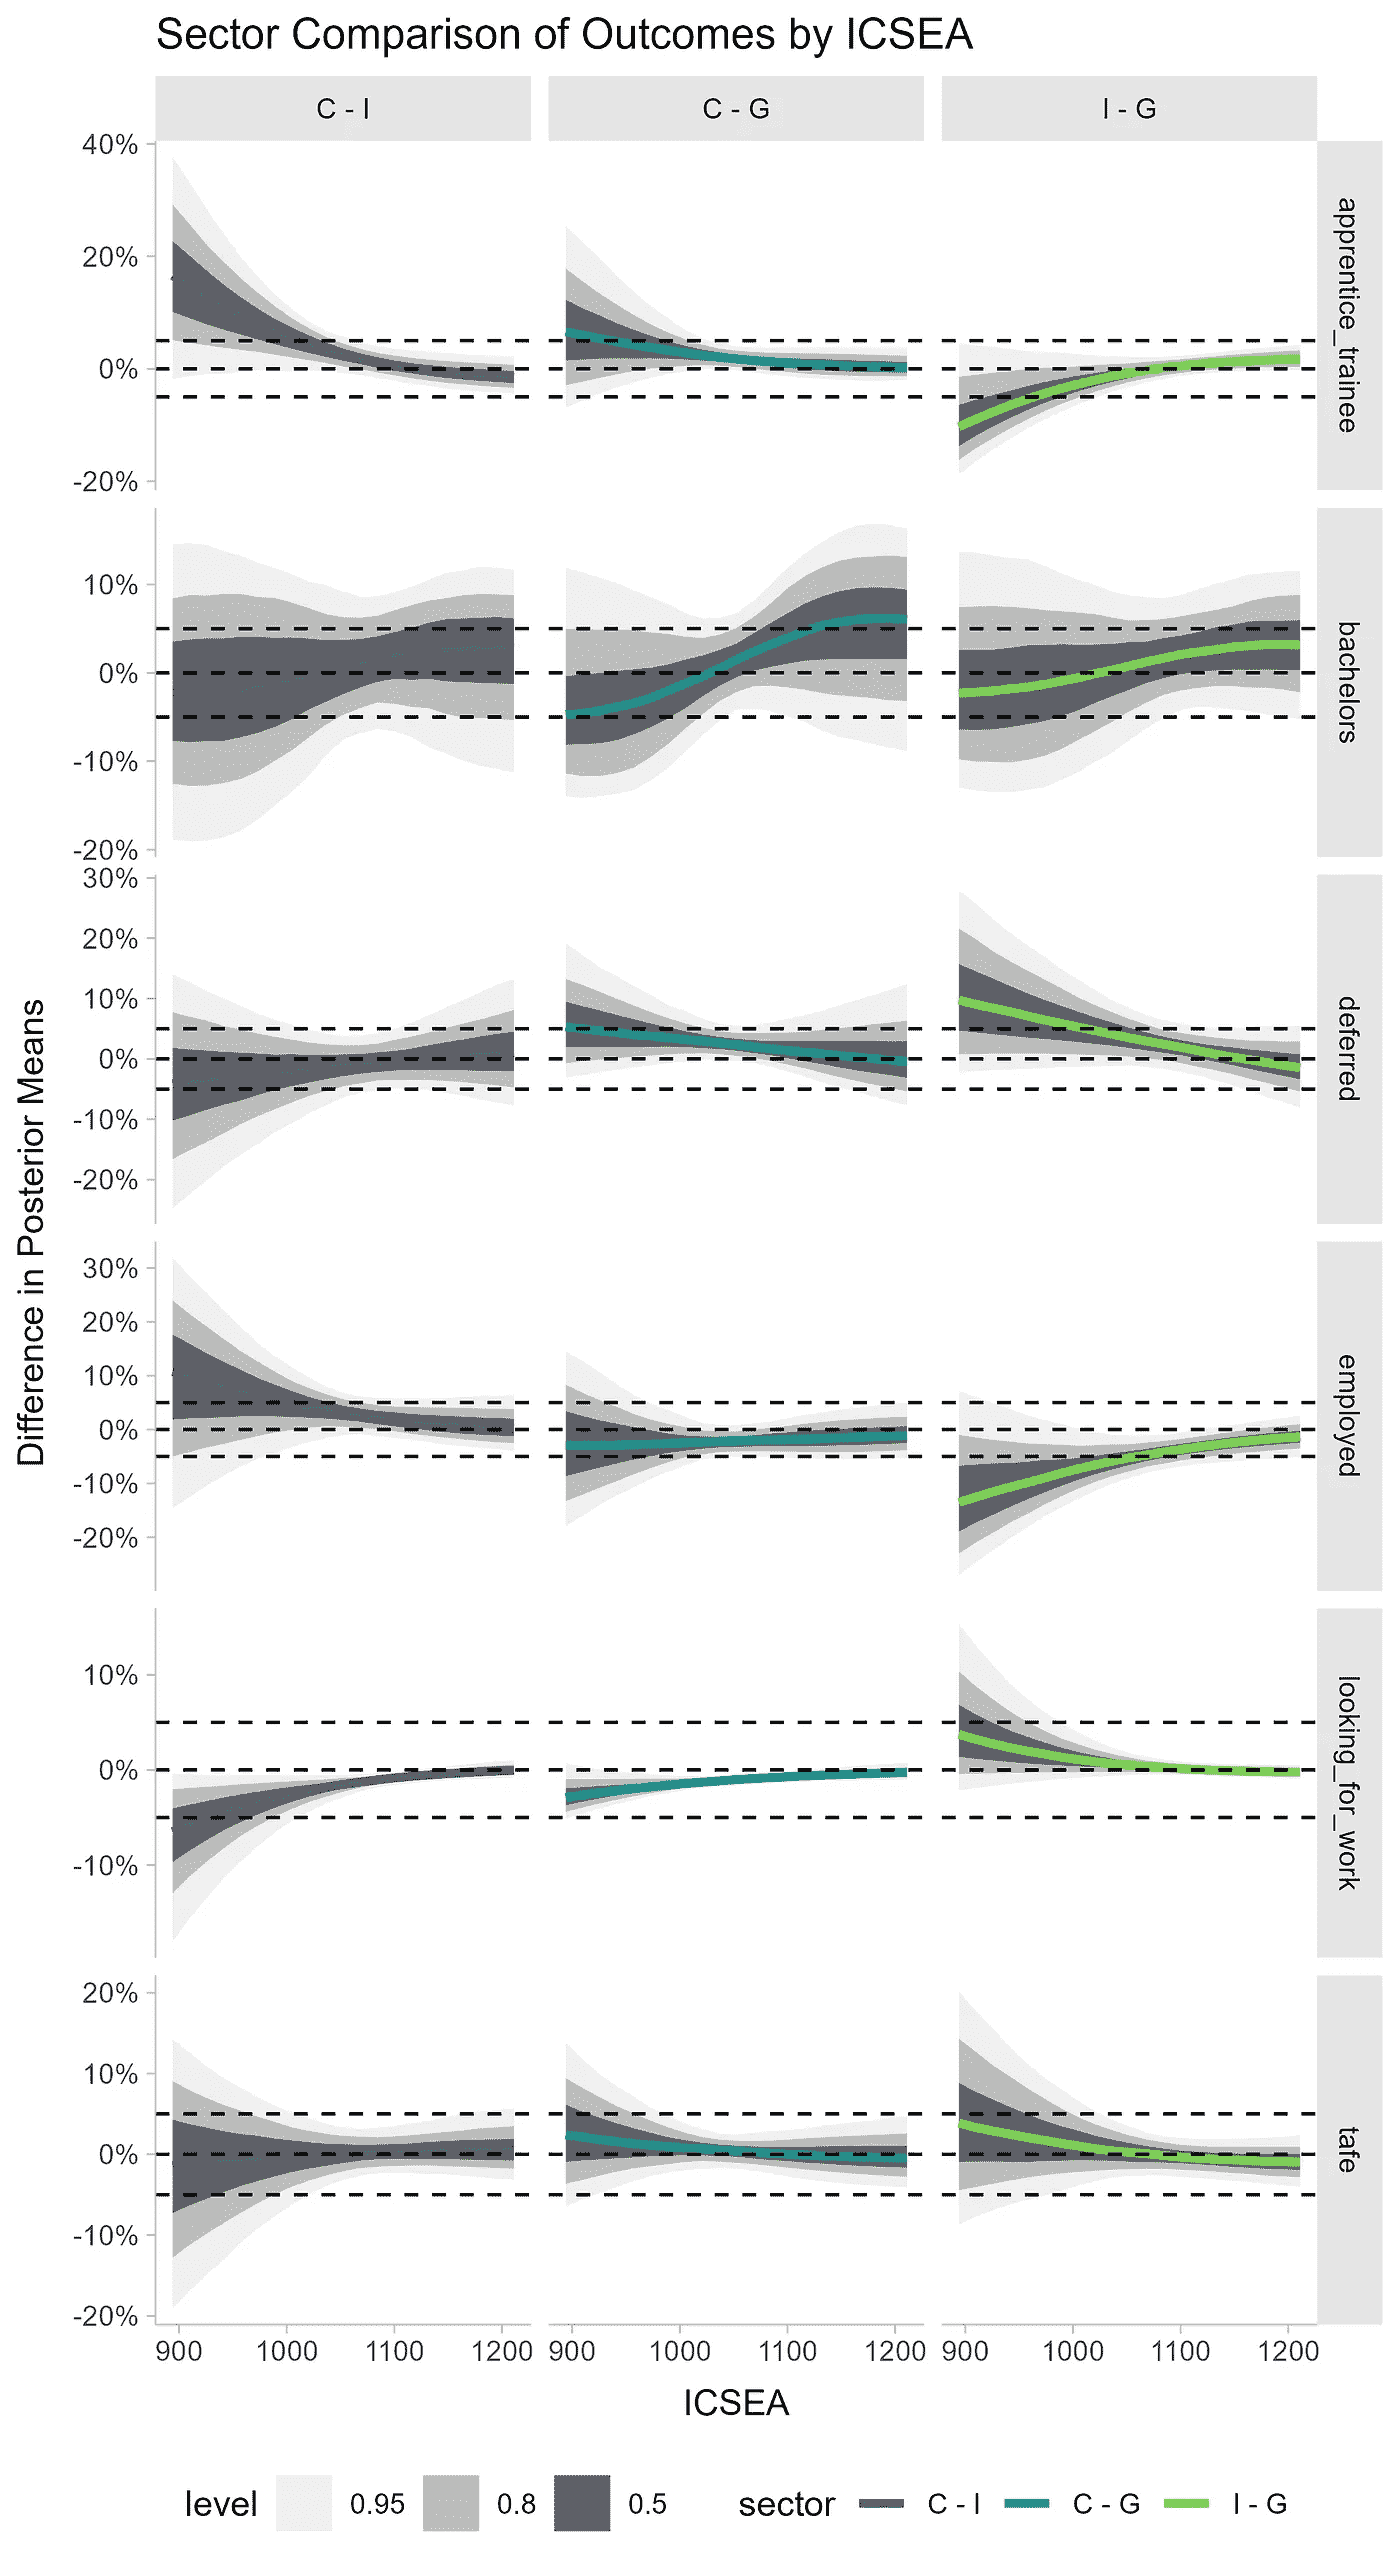 Sector Comparison of Outcomes by ICSEA
C - I
C - G
I - G
40%
20%
0%
-20%
apprentice_trainee
10%
0%
-10%
-20%
bachelors
30%
20%
10%
0%
-10%
-20%
deferred
30%
20%
10%
0%
-10%
-20%
employed
10%
0%
-10%
looking_for_work
20%
10%
0%
-10%
-20%
tafe
Difference in Posterior Means
900 1000 1100 1200
900 1000 1100 1200
900 1000 1100 1200
ICSEA
level 0.95 0.8 0.5
sector C - I C - G I - G